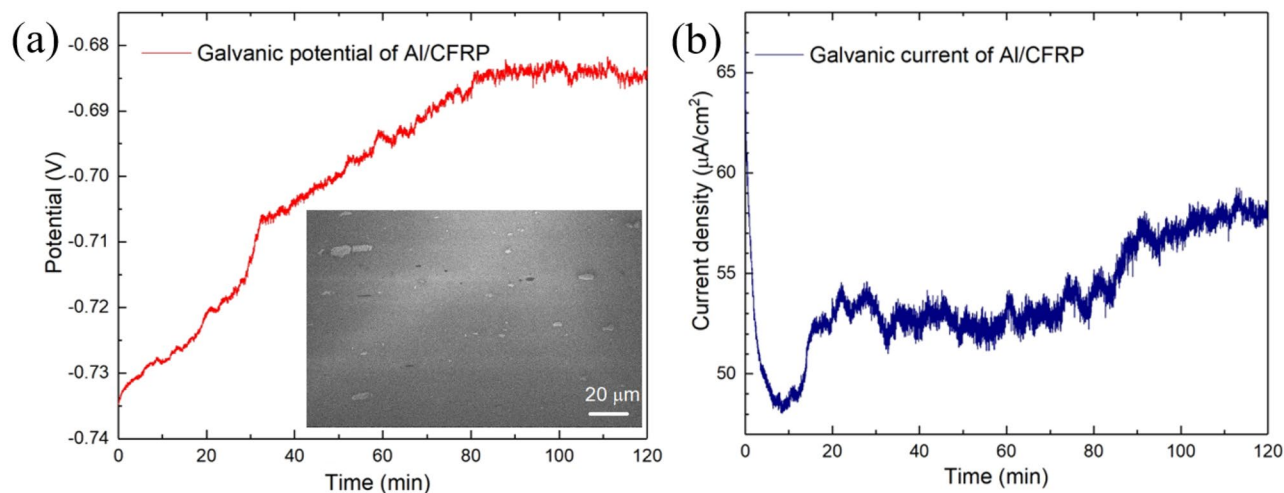 (a)
Galvanic potential of Al/CFRP
Potential (V)
-0.68
-0.69
-0.70
-0.71
-0.72
-0.73
-0.74
20 μm
0 20 40 60 80 100 120
Time (min)
(b)
Galvanic current of Al/CFRP
Current density (μA/cm²)
65
60
55
50
0 20 40 60 80 100 120
Time (min)